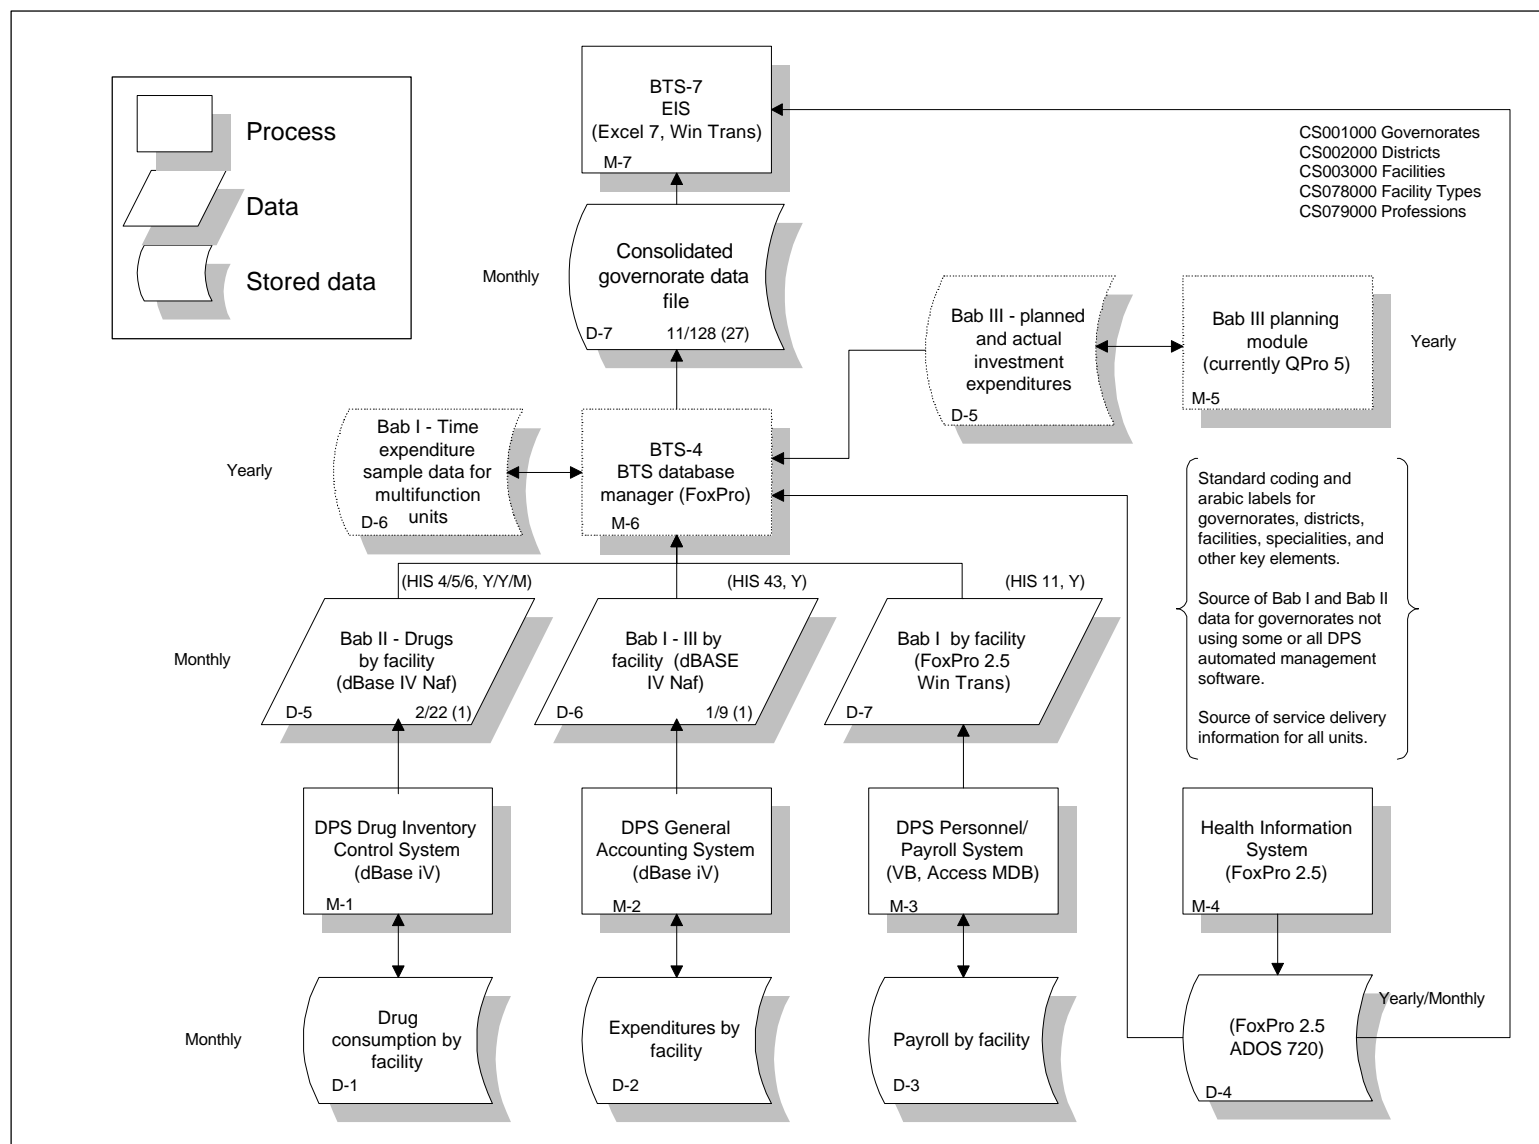 Process
Data
Stored data
BTS-7
EIS
(Excel 7, Win Trans)
M-7
CS001000 Governorates
CS002000 Districts
CS003000 Facilities
CS078000 Facility Types
CS079000 Professions
Monthly
Consolidated
governorate data
file
D-7
11/128 (27)
Bab III - planned
and actual
investment
expenditures
D-5
Bab III planning
module
(currently QPro 5)
M-5
Yearly
Yearly
Bab I - Time
expenditure
sample data for
multifunction
units
D-6
BTS-4
BTS database
manager (FoxPro)
M-6
Standard coding and
arabic labels for
governorates, districts,
facilities, specialities, and
other key elements.
Source of Bab I and Bab II
data for governorates not
using some or all DPS
automated management
software.
Source of service delivery
information for all units.
(HIS 4/5/6, Y/Y/M)
(HIS 43, Y)
(HIS 11, Y)
Monthly
Bab II - Drugs
by facility
(dBase IV Naf)
D-5
2/22 (1)
Bab I - III by
facility (dBASE
IV Naf)
D-6
1/9 (1)
Bab I by facility
(FoxPro 2.5
Win Trans)
D-7
DPS Drug Inventory
Control System
(dBase iV)
M-1
DPS General
Accounting System
(dBase iV)
M-2
DPS Personnel/
Payroll System
(VB, Access MDB)
M-3
Health Information
System
(FoxPro 2.5)
M-4
Monthly
Drug
consumption by
facility
D-1
Expenditures by
facility
D-2
Payroll by facility
D-3
(FoxPro 2.5
ADOS 720)
D-4
Yearly/Monthly